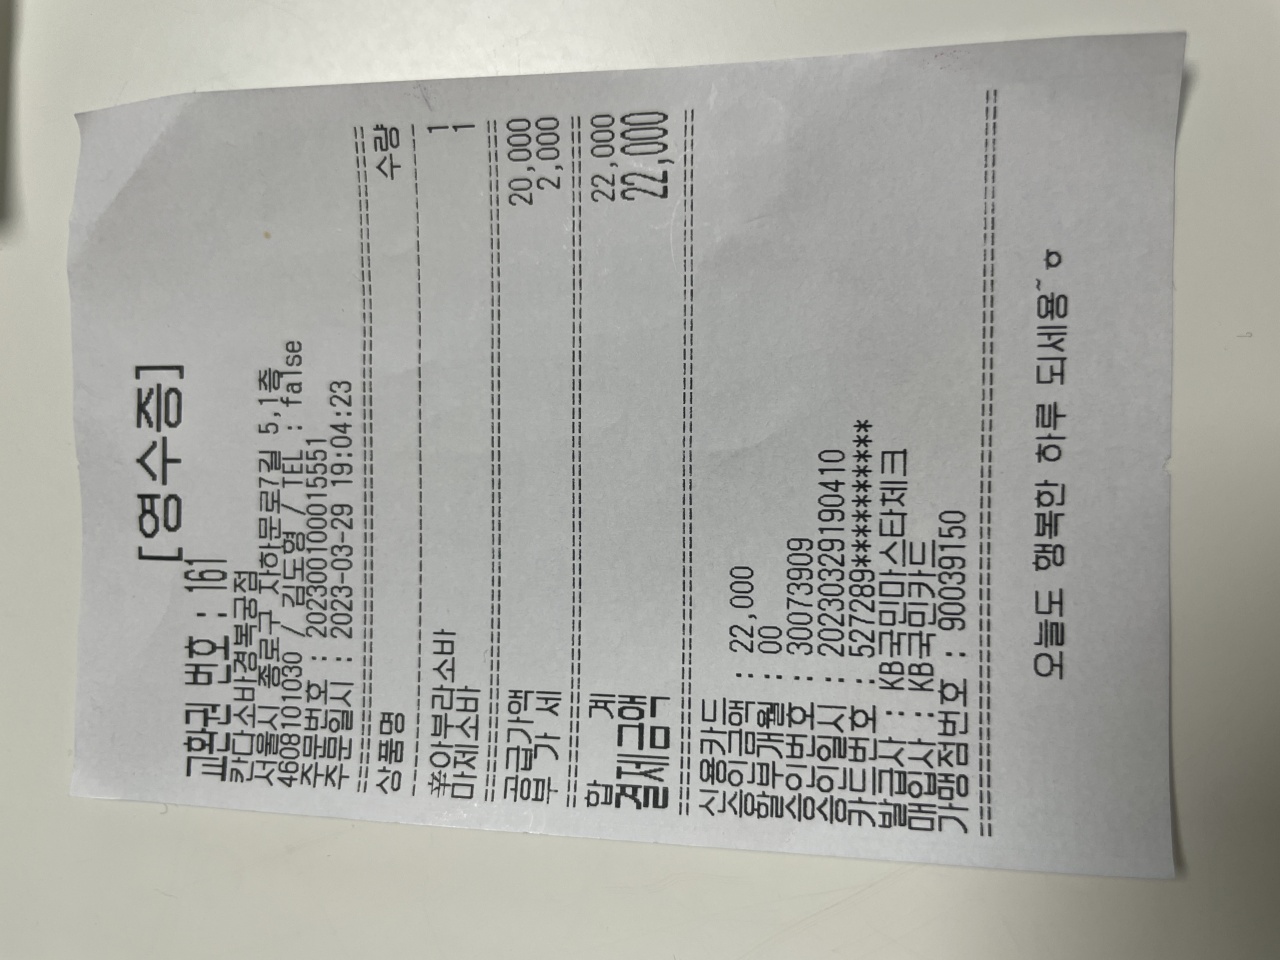 [영수증]
교환권 번호 : 161
칸다소바경복궁점
서울시 종로구 자하문로7길 5,1층
4608101030 / 김도형 / TEL : false
주문번호 : 202300100015551
주문일시 : 2023-03-29 19:04:23
상품명 수량
辛아부라소바 1
마제소바 1
공급가액 20,000
부 가 세 2,000
합 계 22,000
결제금액 22,000
신용카드
승인금액 : 22,000
할부개월 : 00
승인번호 : 30073909
승인일시 : 20230329190410
카드번호 : 527289**********
발급사 : KB국민마스타체크
매입사 : KB국민카드
가맹점번호 : 90039150
오늘도 행복한 하루 되세용~ㅎ